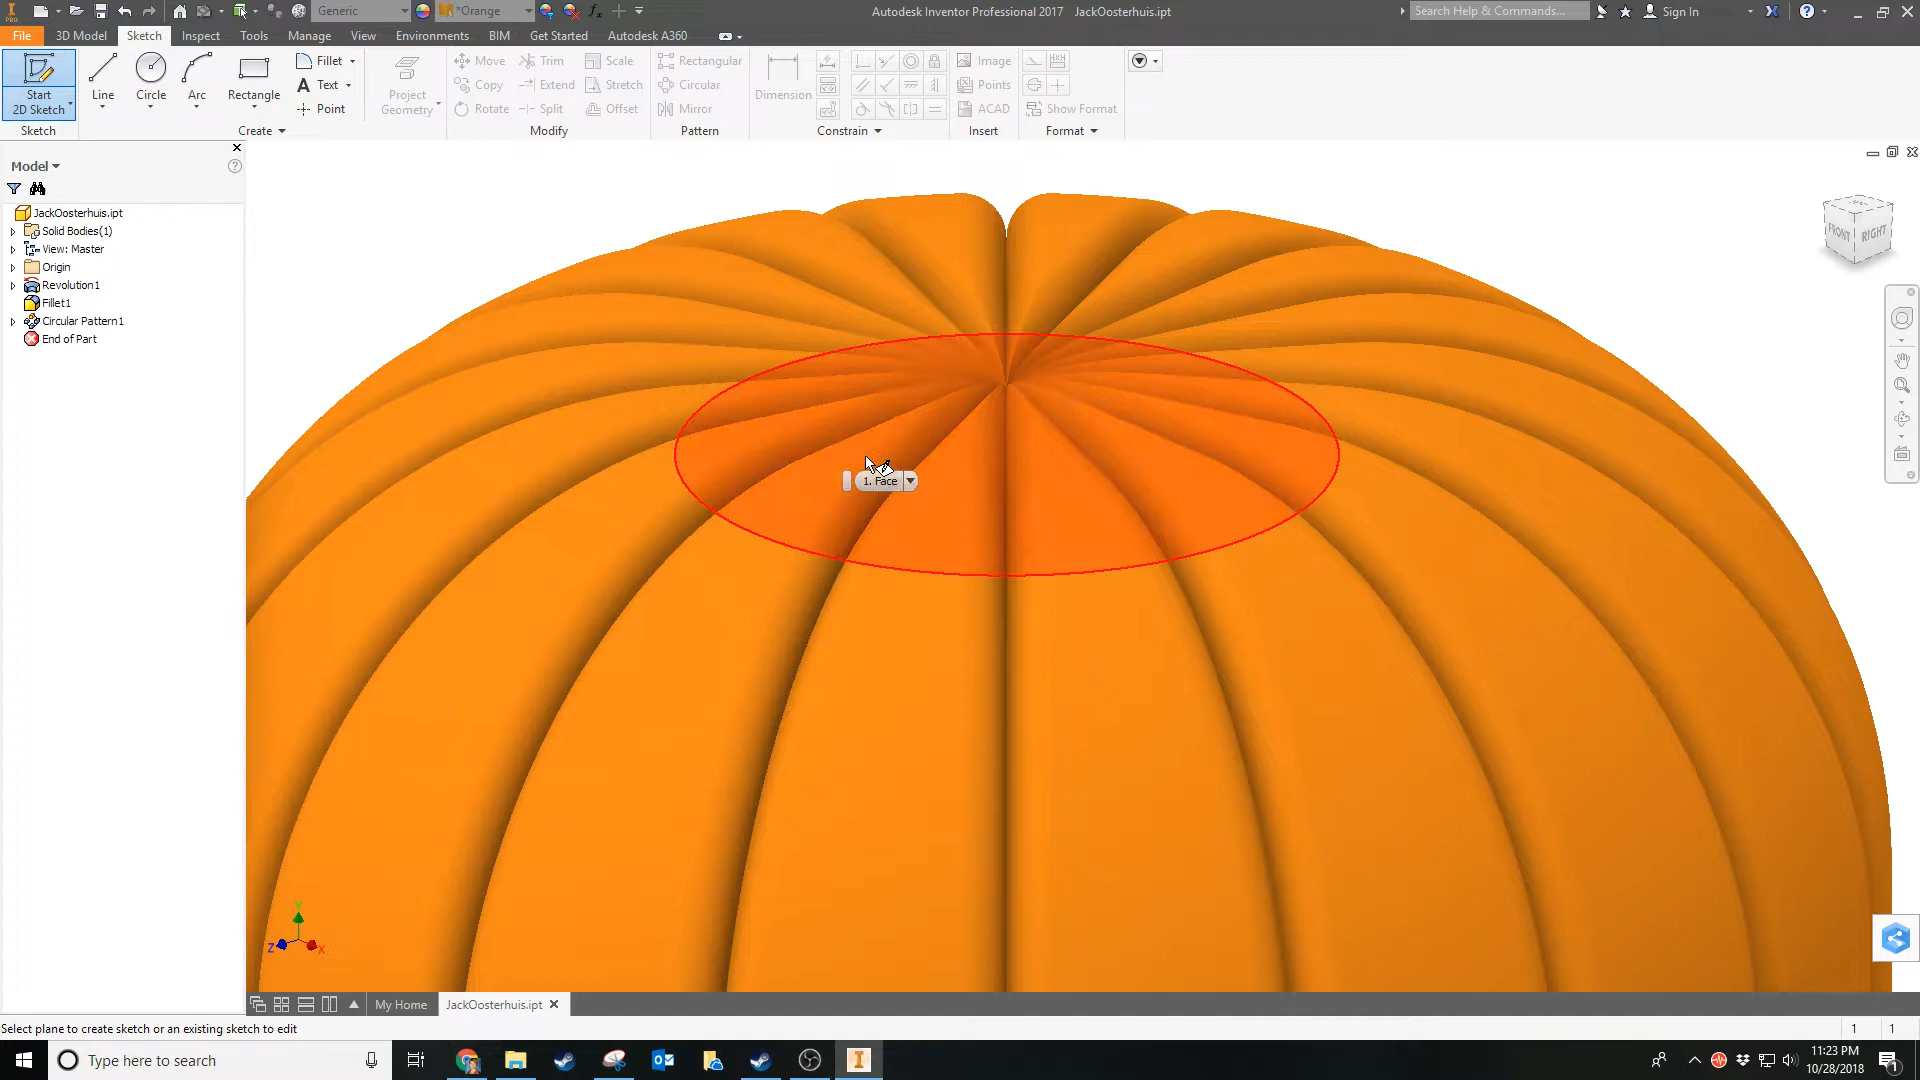 Generic
*Orange
Autodesk Inventor Professional 2017 JackOosterhuis.ipt
Search Help & Commands...
Sign In
PRO
File
3D Model
Sketch
Inspect
Tools
Manage
View
Environments
BIM
Get Started
Autodesk A360
Start
2D Sketch
Line
Circle
Arc
Rectangle
Fillet
Text
Point
Project
Geometry
Move
Copy
Rotate
Trim
Extend
Split
Scale
Stretch
Offset
Rectangular
Circular
Mirror
Dimension
Image
Points
ACAD
Show Format
Sketch
Create
Modify
Pattern
Constrain
Insert
Format
Model
JackOosterhuis.ipt
Solid Bodies(1)
View: Master
Origin
Revolution1
Fillet1
Circular Pattern1
End of Part
FRONT
RIGHT
1. Face
Y
Z
X
My Home
JackOosterhuis.ipt
Select plane to create sketch or an existing sketch to edit
1
1
Type here to search
11:23 PM
10/28/2018
1